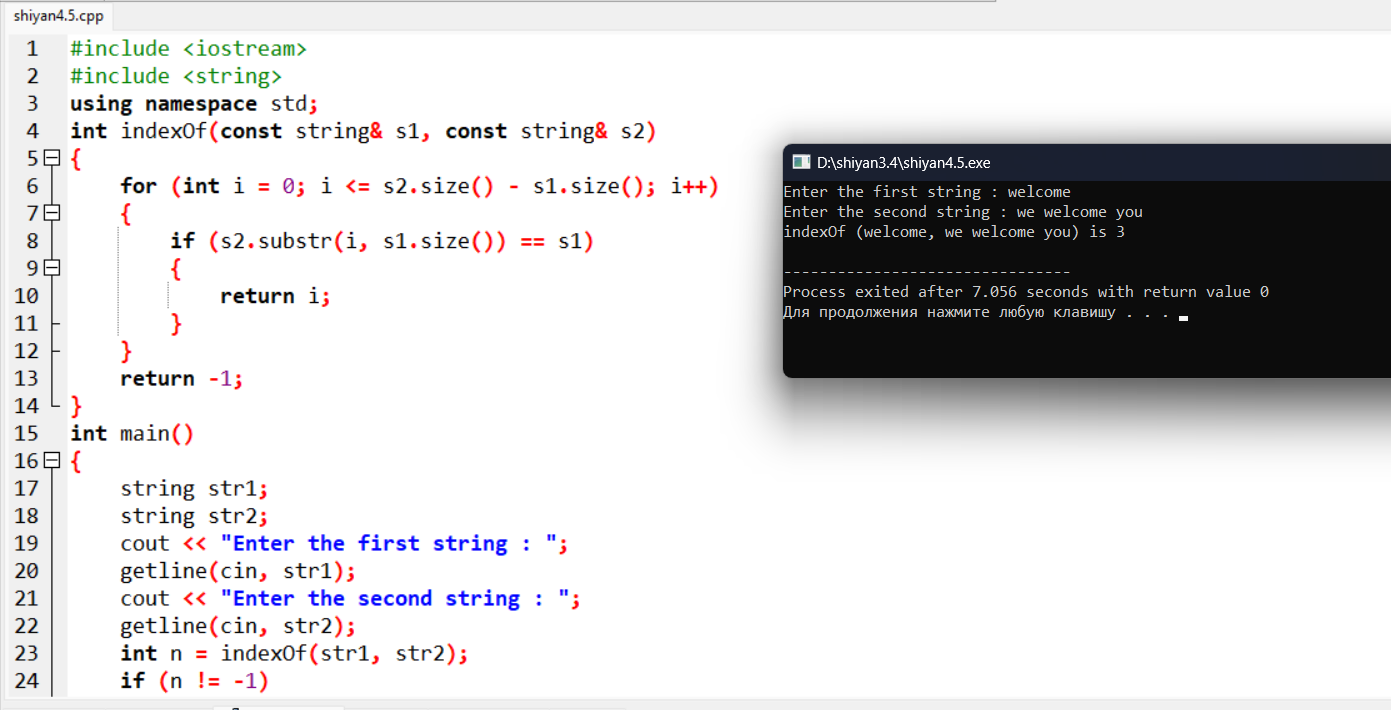 shiyan4.5.cpp
1 #include <iostream>
2 #include <string>
3 using namespace std;
4 int indexOf(const string& s1, const string& s2)
5 {
6 for (int i = 0; i <= s2.size() - s1.size(); i++)
7 {
8 if (s2.substr(i, s1.size()) == s1)
9 {
10 return i;
11 }
12 }
13 return -1;
14 }
15 int main()
16 {
17 string str1;
18 string str2;
19 cout << "Enter the first string : ";
20 getline(cin, str1);
21 cout << "Enter the second string : ";
22 getline(cin, str2);
23 int n = indexOf(str1, str2);
24 if (n != -1)
D:\shiyan3.4\shiyan4.5.exe
Enter the first string : welcome
Enter the second string : we welcome you
indexOf (welcome, we welcome you) is 3
--------------------------------
Process exited after 7.056 seconds with return value 0
Для продолжения нажмите любую клавишу . . .